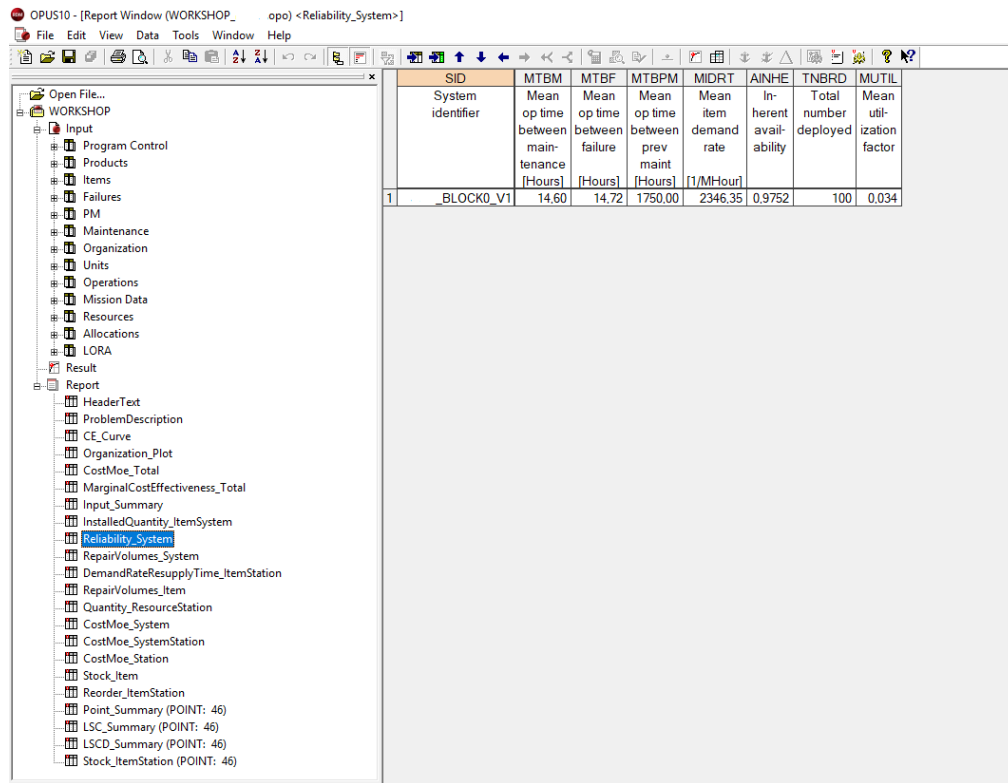 OPUS10 - [Report Window (WORKSHOP_ .opo) <Reliability_System>]
File Edit View Data Tools Window Help
Open File...
WORKSHOP
Input
Program Control
Products
Items
Failures
PM
Maintenance
Organization
Units
Operations
Mission Data
Resources
Allocations
LORA
Result
Report
HeaderText
ProblemDescription
CE_Curve
Organization_Plot
CostMoe_Total
MarginalCostEffectiveness_Total
Input_Summary
InstalledQuantity_ItemSystem
Reliability_System
RepairVolumes_System
DemandRateResupplyTime_ItemStation
RepairVolumes_Item
Quantity_ResourceStation
CostMoe_System
CostMoe_SystemStation
CostMoe_Station
Stock_Item
Reorder_ItemStation
Point_Summary (POINT: 46)
LSC_Summary (POINT: 46)
LSCD_Summary (POINT: 46)
Stock_ItemStation (POINT: 46)
SID MTBM MTBF MTBPM MIDRT AINHE TNBRD MUTIL
System Mean Mean Mean Mean In- Total Mean
identifier op time op time op time item herent number util-
between between between demand avail- deployed ization
main- failure prev rate ability factor
tenance maint
[Hours] [Hours] [Hours] [1/MHour]
1 _BLOCK0_V1 14,60 14,72 1750,00 2346,35 0,9752 100 0,034